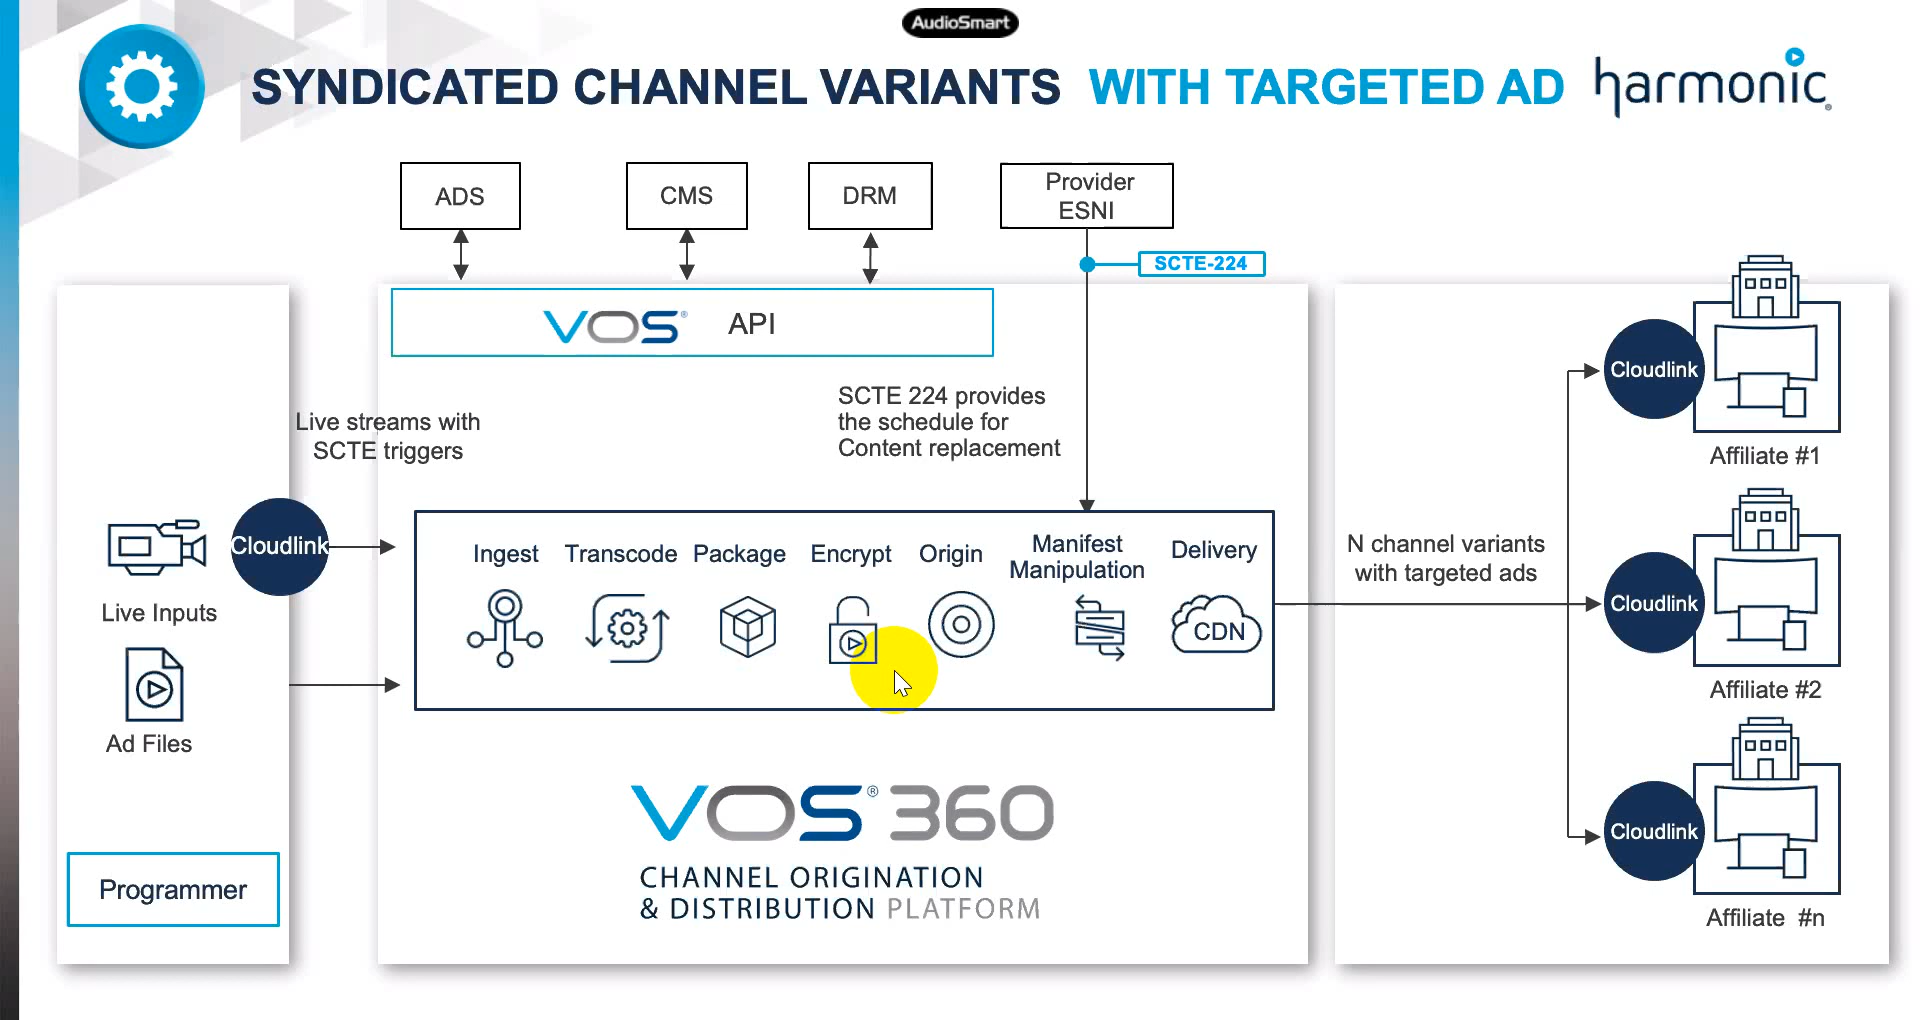 AudioSmart
SYNDICATED CHANNEL VARIANTS WITH TARGETED AD
harmonic
ADS
CMS
DRM
Provider
ESNI
SCTE-224
VOS® API
Live streams with
SCTE triggers
SCTE 224 provides
the schedule for
Content replacement
Cloudlink
Live Inputs
Ad Files
Programmer
Ingest
Transcode
Package
Encrypt
Origin
Manifest
Manipulation
Delivery
CDN
VOS® 360
CHANNEL ORIGINATION
& DISTRIBUTION PLATFORM
N channel variants
with targeted ads
Cloudlink
Affiliate #1
Cloudlink
Affiliate #2
Cloudlink
Affiliate #n